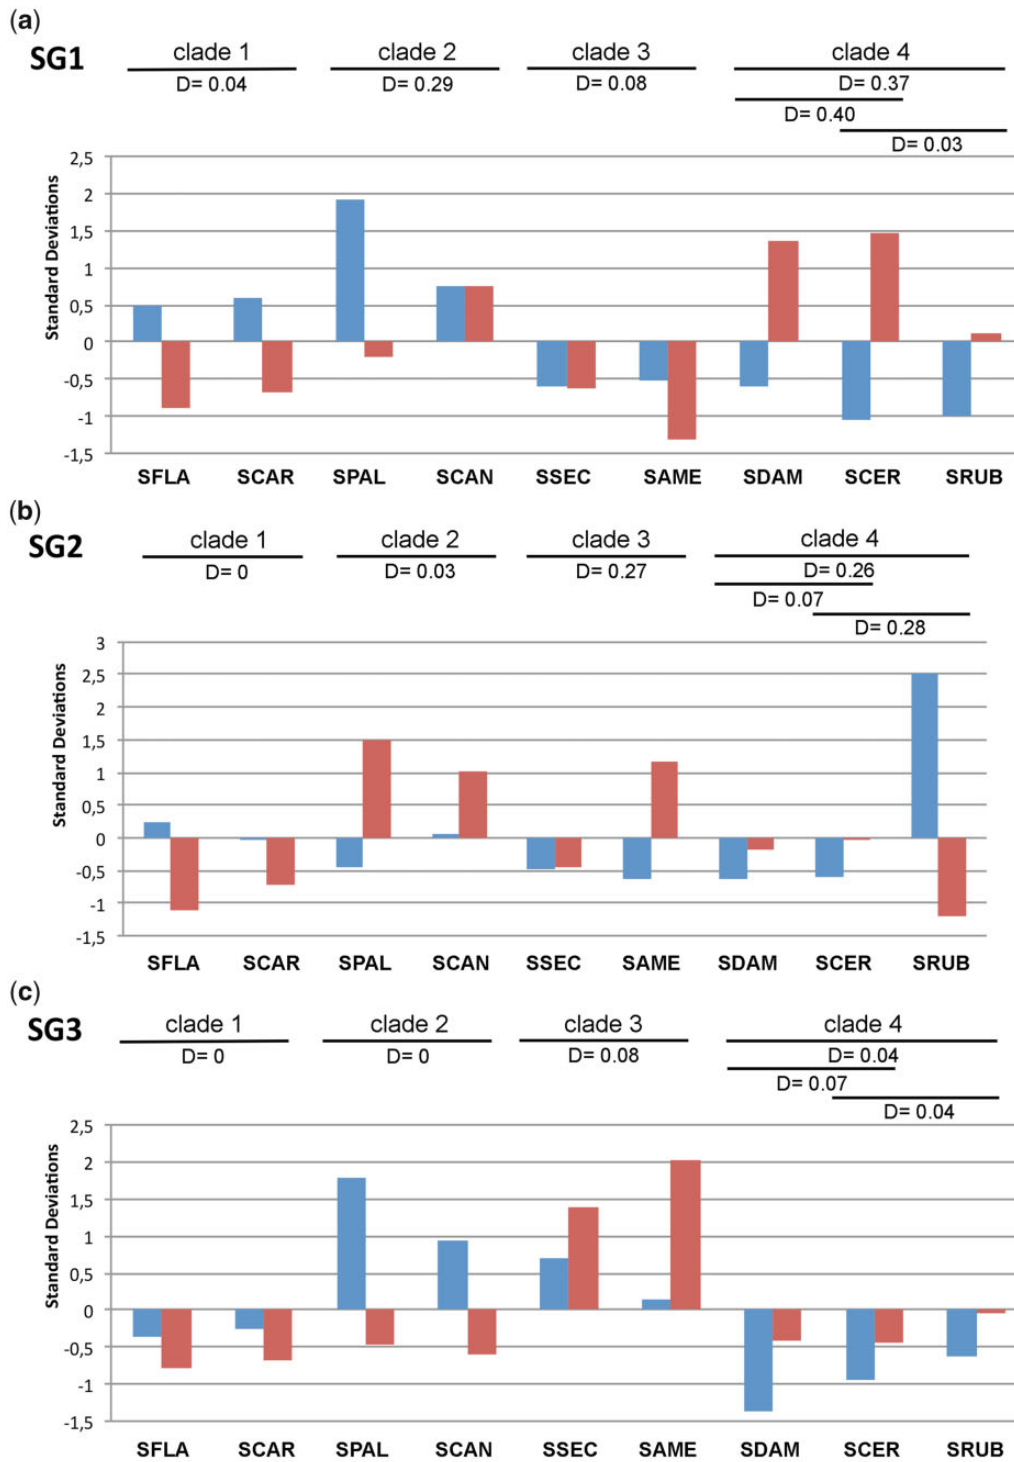 (a)
SG1
clade 1 clade 2 clade 3 clade 4
D= 0.04 D= 0.29 D= 0.08 D= 0.37
D= 0.40
D= 0.03
Standard Deviations
2,5
2
1,5
1
0,5
0
-0,5
-1
-1,5
SFLA SCAR SPAL SCAN SSEC SAME SDAM SCER SRUB
(b)
SG2
clade 1 clade 2 clade 3 clade 4
D= 0 D= 0.03 D= 0.27 D= 0.26
D= 0.07
D= 0.28
Standard Deviations
3
2,5
2
1,5
1
0,5
0
-0,5
-1
-1,5
SFLA SCAR SPAL SCAN SSEC SAME SDAM SCER SRUB
(c)
SG3
clade 1 clade 2 clade 3 clade 4
D= 0 D= 0 D= 0.08 D= 0.04
D= 0.07
D= 0.04
Standard Deviations
2,5
2
1,5
1
0,5
0
-0,5
-1
-1,5
SFLA SCAR SPAL SCAN SSEC SAME SDAM SCER SRUB